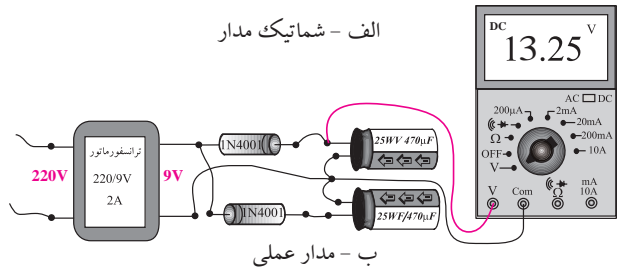 الف – شماتیک مدار
DC
13.25 V
AC DC
200µA
2mA
20mA
200mA
10A
Ω
OFF
V
V
Com
Ω
mA
10A
220V
ترانسفورماتور
220/9V
2A
9V
1N4001
25WV 470µF
1N4001
25WF/470µF
ب – مدار عملی